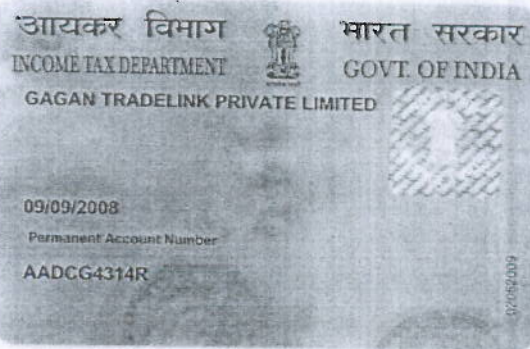 आयकर विभाग
INCOME TAX DEPARTMENT
भारत सरकार
GOVT. OF INDIA
GAGAN TRADELINK PRIVATE LIMITED
09/09/2008
Permanent Account Number
AADCG4314R
02062009